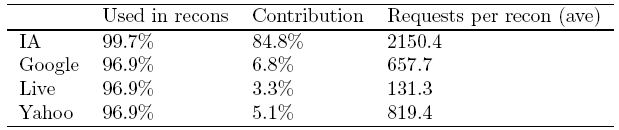 Used in recons Contribution Requests per recon (ave)
IA 99.7% 84.8% 2150.4
Google 96.9% 6.8% 657.7
Live 96.9% 3.3% 131.3
Yahoo 96.9% 5.1% 819.4